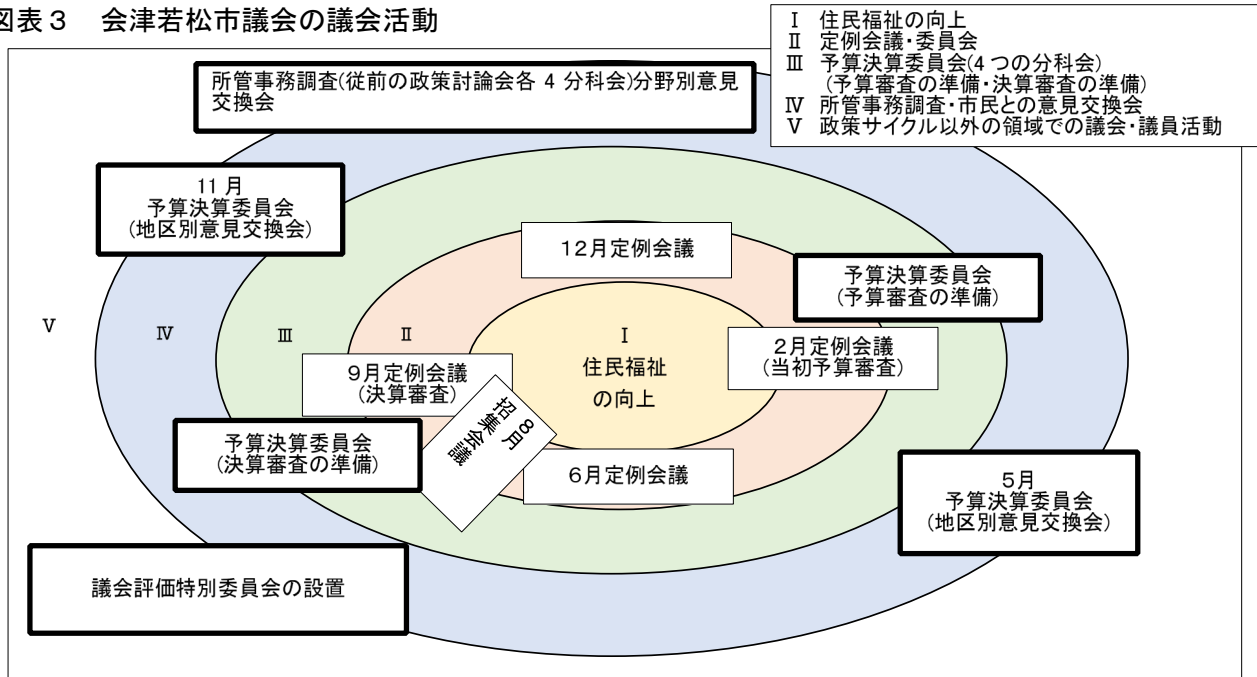 図表３　会津若松市議会の議会活動
Ⅰ　住民福祉の向上
Ⅱ　定例会議・委員会
Ⅲ　予算決算委員会(4つの分科会)
(予算審査の準備・決算審査の準備)
Ⅳ　所管事務調査・市民との意見交換会
Ⅴ　政策サイクル以外の領域での議会・議員活動
所管事務調査(従前の政策討論会各 4 分科会)分野別意見
交換会
11月
予算決算委員会
(地区別意見交換会)
12月定例会議
予算決算委員会
(予算審査の準備)
Ⅴ
Ⅳ
Ⅲ
Ⅱ
Ⅰ
住民福祉
の向上
2月定例会議
(当初予算審査)
9月定例会議
(決算審査)
8月
招集会議
予算決算委員会
(決算審査の準備)
6月定例会議
5月
予算決算委員会
(地区別意見交換会)
議会評価特別委員会の設置